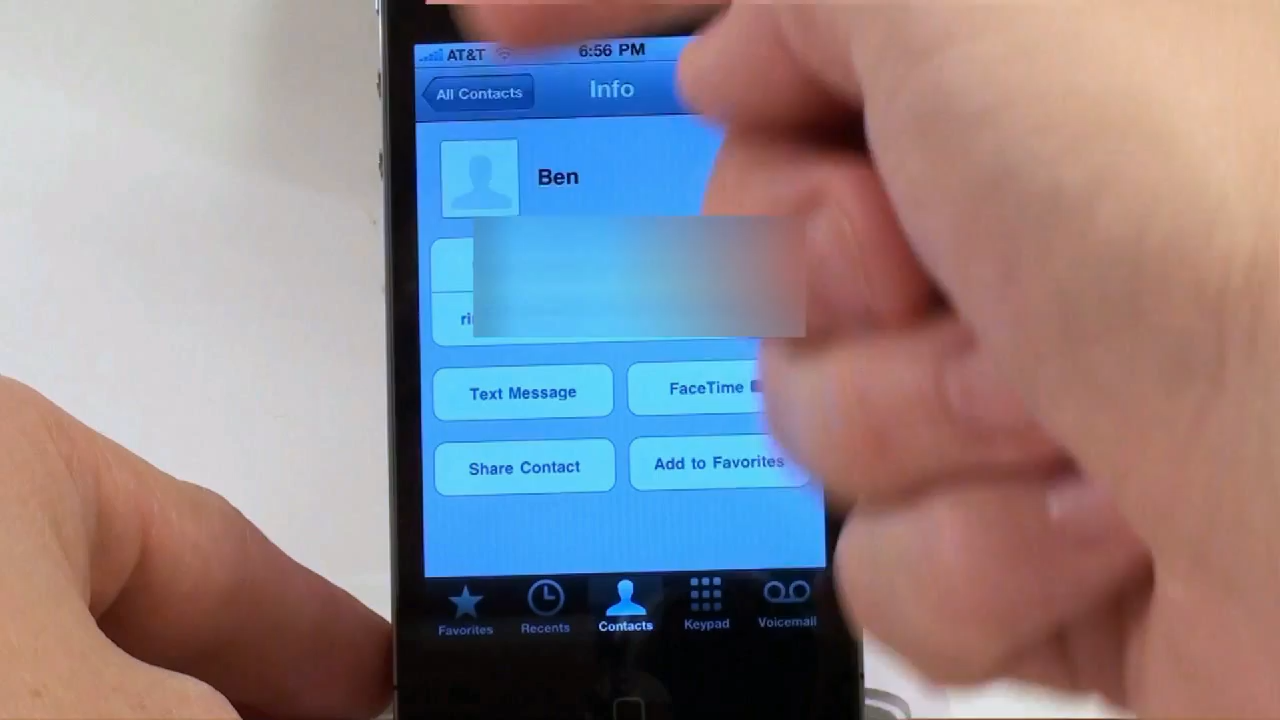 AT&T 6:56 PM
All Contacts Info
Ben
Text Message FaceTime
Share Contact Add to Favorites
Favorites Recents Contacts Keypad Voicemail